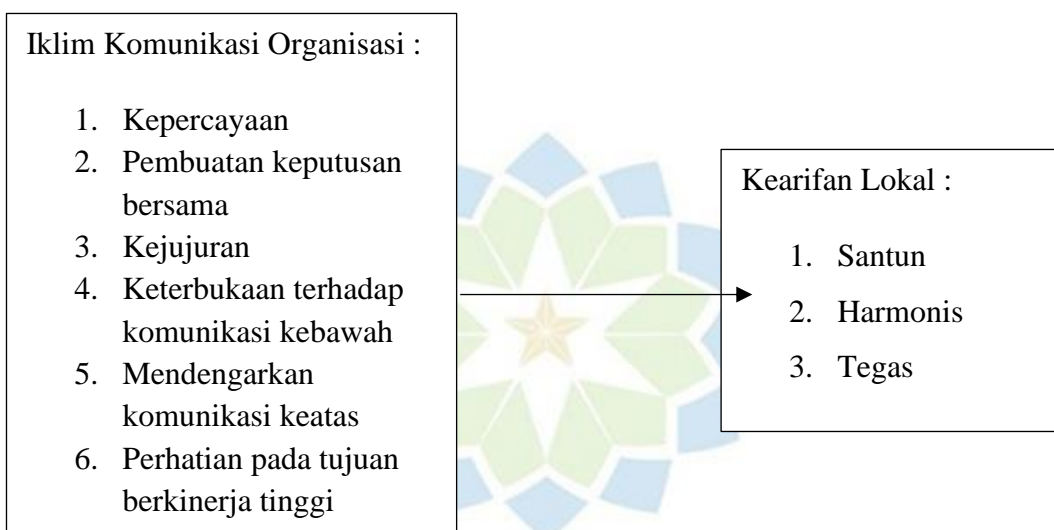 Iklim Komunikasi Organisasi :
1. Kepercayaan
2. Pembuatan keputusan
bersama
3. Kejujuran
4. Keterbukaan terhadap
komunikasi kebawah
5. Mendengarkan
komunikasi keatas
6. Perhatian pada tujuan
berkinerja tinggi
Kearifan Lokal :
1. Santun
2. Harmonis
3. Tegas